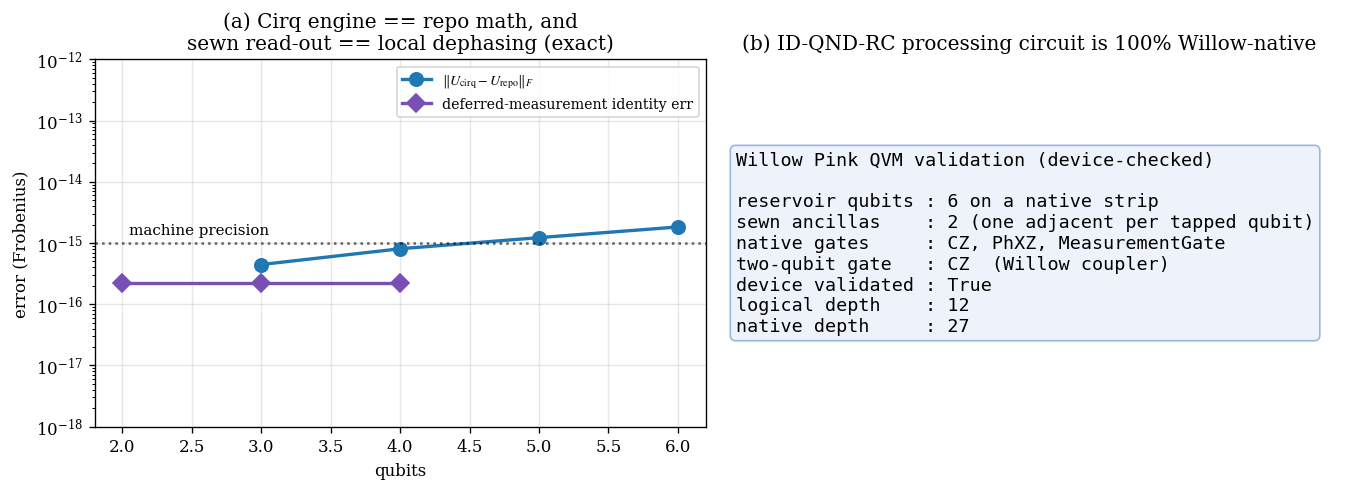 (a) Cirq engine == repo math, and
sewn read-out == local dephasing (exact)
10⁻¹²
10⁻¹³
10⁻¹⁴
10⁻¹⁵
10⁻¹⁶
10⁻¹⁷
10⁻¹⁸
error (Frobenius)
‖U_cirq − U_repo‖_F
deferred-measurement identity err
machine precision
2.0 2.5 3.0 3.5 4.0 4.5 5.0 5.5 6.0
qubits
(b) ID-QND-RC processing circuit is 100% Willow-native
Willow Pink QVM validation (device-checked)
reservoir qubits : 6 on a native strip
sewn ancillas    : 2 (one adjacent per tapped qubit)
native gates     : CZ, PhXZ, MeasurementGate
two-qubit gate   : CZ  (Willow coupler)
device validated : True
logical depth    : 12
native depth     : 27